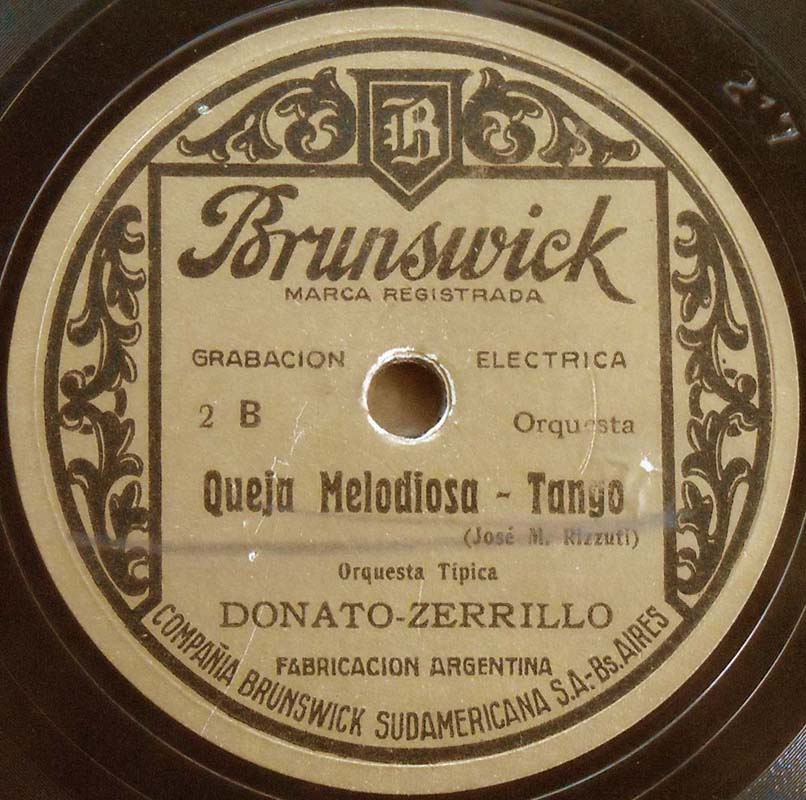 B
Brunswick
MARCA REGISTRADA
GRABACION ELECTRICA
2 B Orquesta
Queja Melodiosa - Tango
(José M. Rizzuti)
Orquesta Típica
DONATO-ZERRILLO
FABRICACION ARGENTINA
COMPAÑIA BRUNSWICK SUDAMERICANA S.A.-Bs.AIRES
217